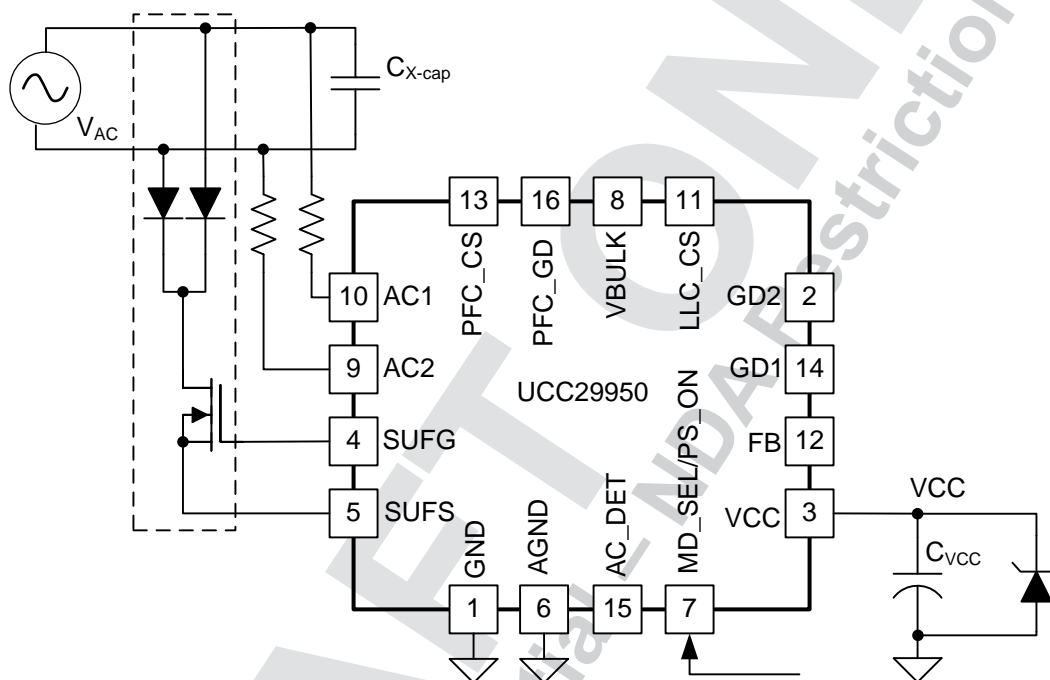 V_AC
C_X-cap
13
16
8
11
PFC_CS
PFC_GD
VBULK
LLC_CS
10 AC1
9 AC2
4 SUFG
5 SUFS
UCC29950
GD2 2
GD1 14
FB 12
VCC 3
VCC
C_VCC
GND
AGND
AC_DET
MD_SEL/PS_ON
1
6
15
7
NDA Restriction